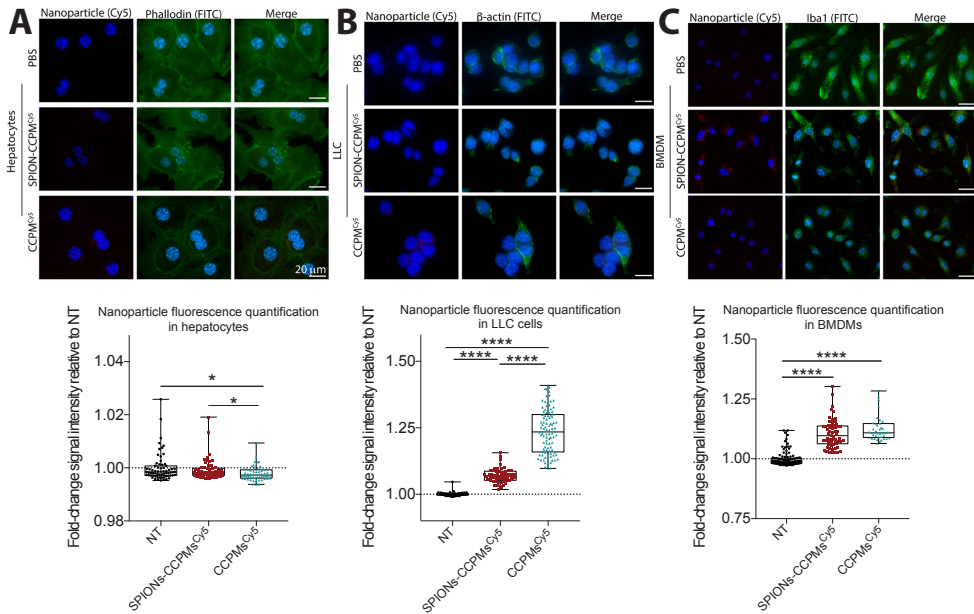 A
Nanoparticle (Cy5) Phallodin (FITC) Merge
PBS
SPION-CCPMCy5
CCPMCy5
Hepatocytes
20 µm
B
Nanoparticle (Cy5) β-actin (FITC) Merge
PBS
SPION-CCPMCy5
CCPMCy5
LLC
C
Nanoparticle (Cy5) Iba1 (FITC) Merge
PBS
SPION-CCPMCy5
CCPMCy5
BMDM
Nanoparticle fluorescence quantification
in hepatocytes
Fold-change signal intensity relative to NT
1.04
1.02
1.00
0.98
*
*
NT
SPIONs-CCPMsCy5
CCPMsCy5
Nanoparticle fluorescence quantification
in LLC cells
Fold-change signal intensity relative to NT
1.50
1.25
1.00
****
**** ****
NT
SPIONs-CCPMsCy5
CCPMsCy5
Nanoparticle fluorescence quantification
in BMDMs
Fold-change signal intensity relative to NT
1.50
1.25
1.00
0.75
****
****
NT
SPIONs-CCPMsCy5
CCPMsCy5